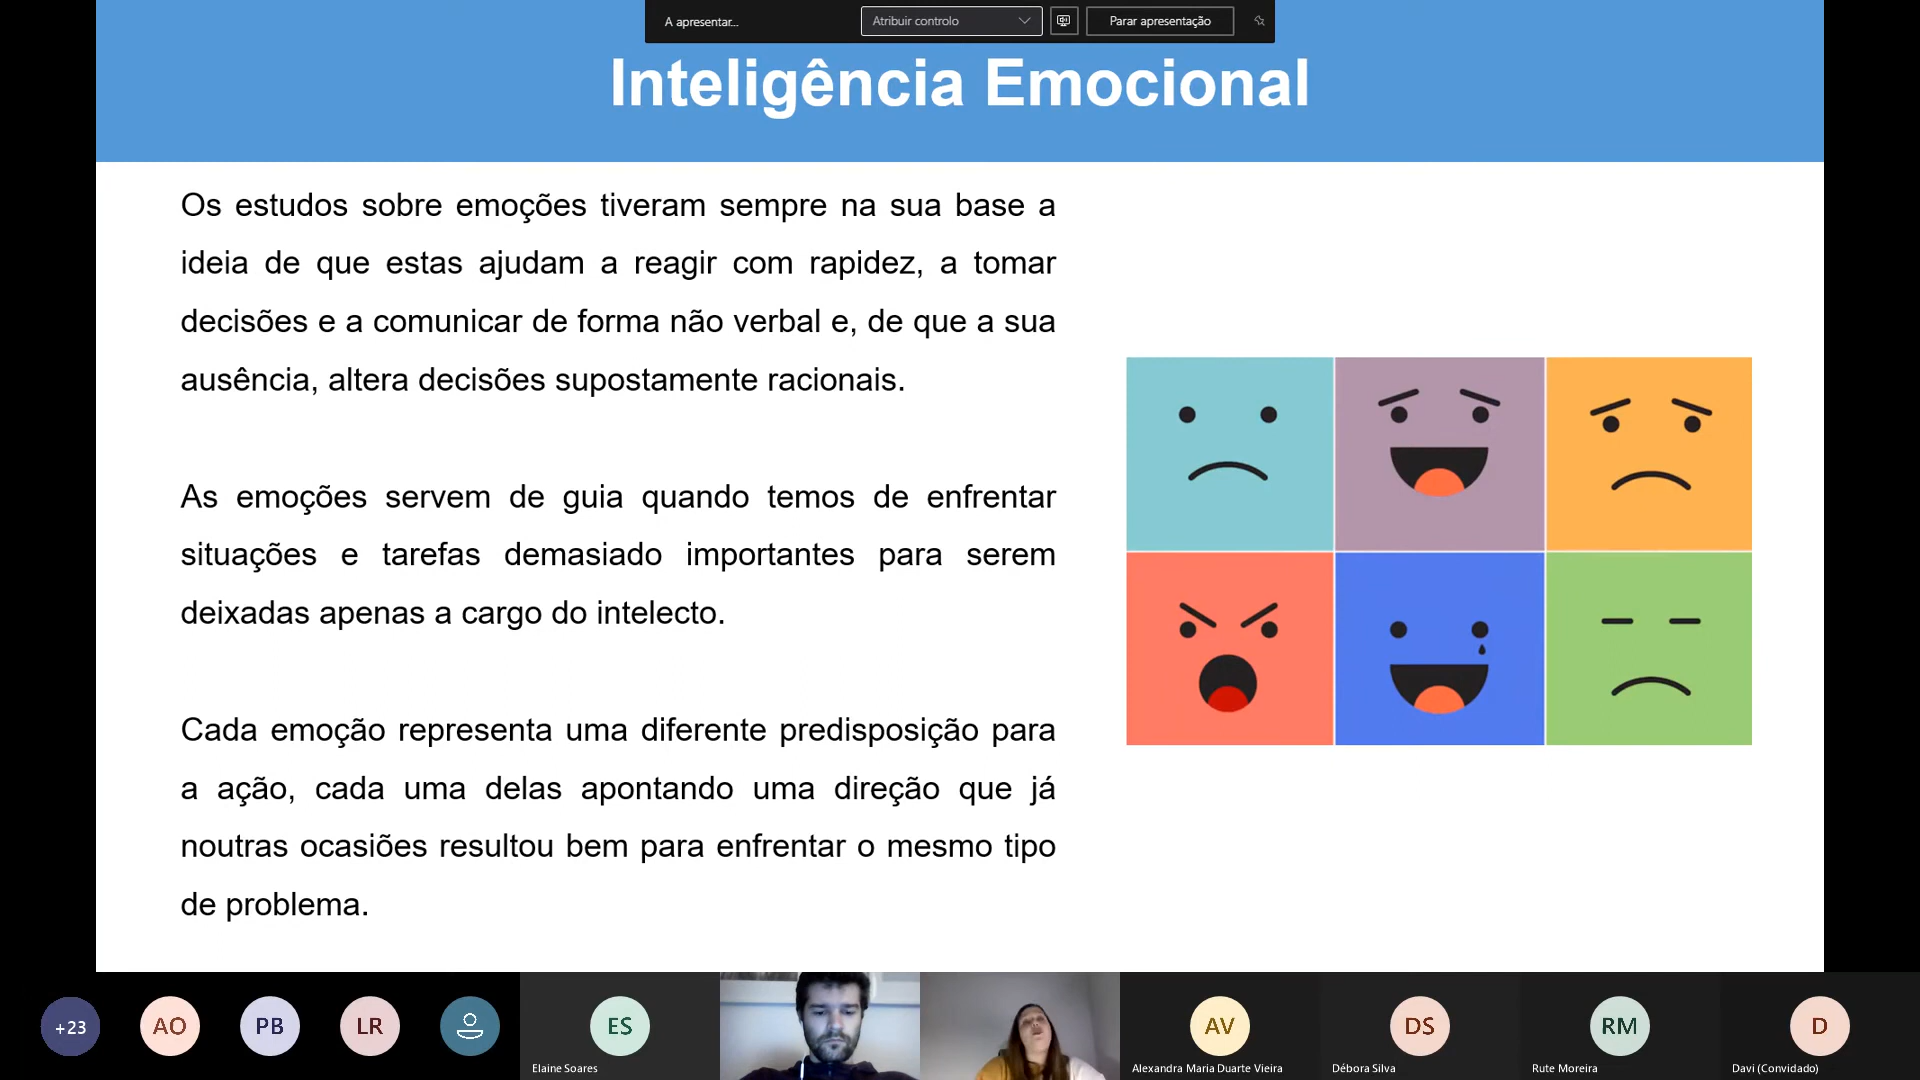 A apresentar...
Atribuir controlo
Parar apresentação
Inteligência Emocional
Os estudos sobre emoções tiveram sempre na sua base a
ideia de que estas ajudam a reagir com rapidez, a tomar
decisões e a comunicar de forma não verbal e, de que a sua
ausência, altera decisões supostamente racionais.
As emoções servem de guia quando temos de enfrentar
situações e tarefas demasiado importantes para serem
deixadas apenas a cargo do intelecto.
Cada emoção representa uma diferente predisposição para
a ação, cada uma delas apontando uma direção que já
noutras ocasiões resultou bem para enfrentar o mesmo tipo
de problema.
+23
AO
PB
LR
ES
Elaine Soares
AV
Alexandra Maria Duarte Vieira
DS
Débora Silva
RM
Rute Moreira
D
Davi (Convidado)